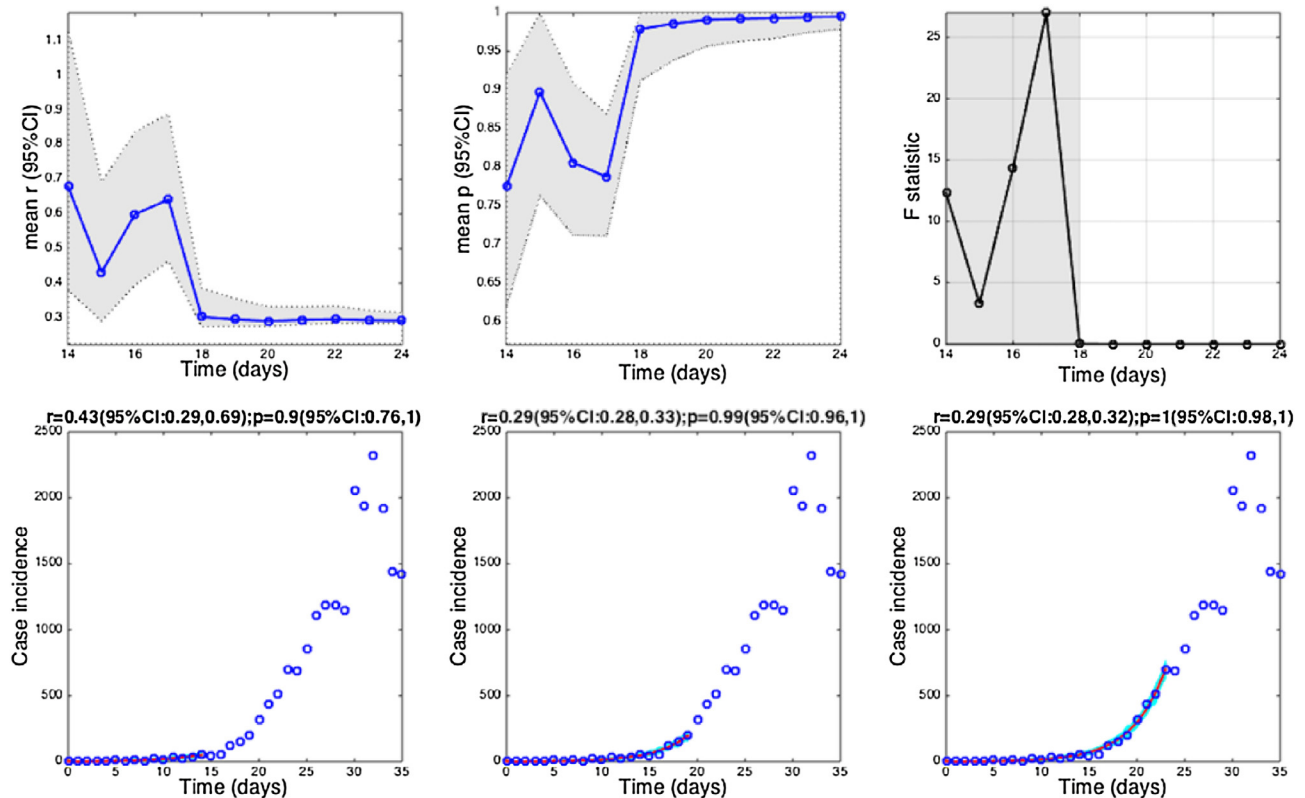 mean r (95%CI)
1.1
1
0.9
0.8
0.7
0.6
0.5
0.4
0.3
14 16 18 20 22 24
Time (days)
mean p (95%CI)
1
0.95
0.9
0.85
0.8
0.75
0.7
0.65
0.6
14 16 18 20 22 24
Time (days)
F statistic
25
20
15
10
5
0
14 16 18 20 22 24
Time (days)
r=0.43(95%CI:0.29,0.69);p=0.9(95%CI:0.76,1)
Case incidence
2500
2000
1500
1000
500
0
0 5 10 15 20 25 30 35
Time (days)
r=0.29(95%CI:0.28,0.33);p=0.99(95%CI:0.96,1)
Case incidence
2500
2000
1500
1000
500
0
0 5 10 15 20 25 30 35
Time (days)
r=0.29(95%CI:0.28,0.32);p=1(95%CI:0.98,1)
Case incidence
2500
2000
1500
1000
500
0
0 5 10 15 20 25 30 35
Time (days)